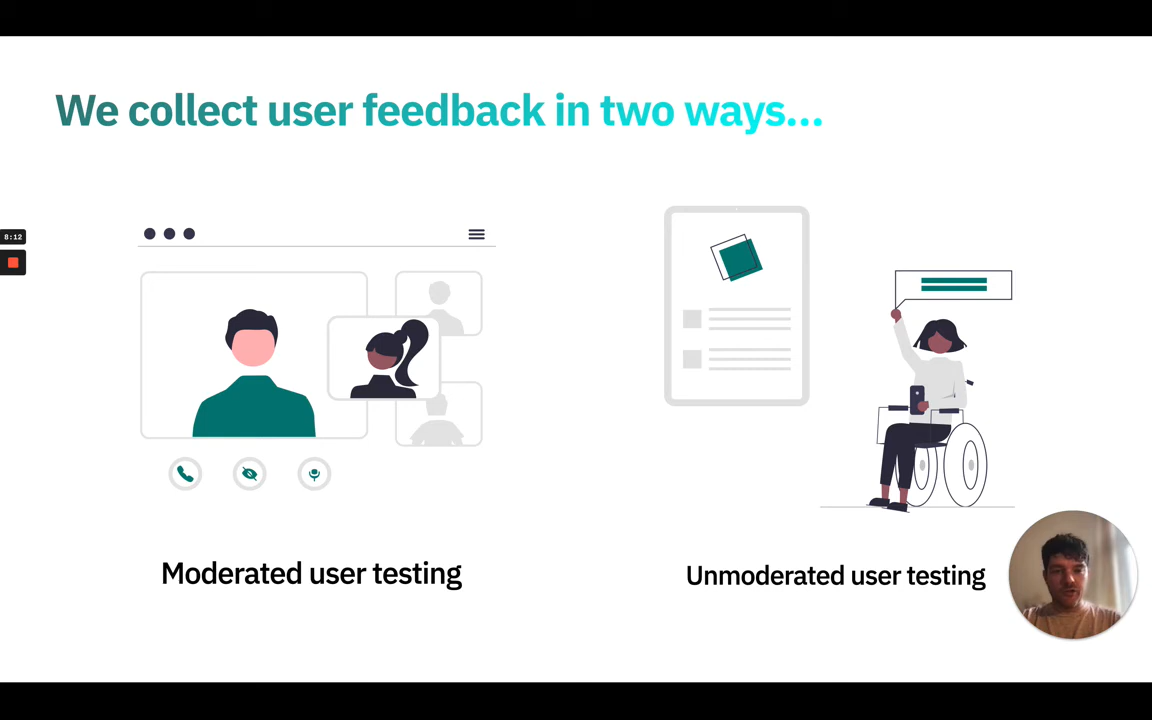 We collect user feedback in two ways...
8:12
Moderated user testing
Unmoderated user testing